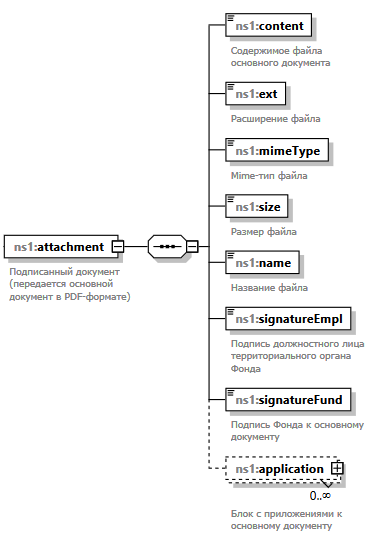 ns1:content
Содержимое файла
основного документа
ns1:ext
Расширение файла
ns1:mimeType
Mime-тип файла
ns1:size
Размер файла
ns1:attachment
Подписанный документ
(передается основной
документ в PDF-формате)
ns1:name
Название файла
ns1:signatureEmpl
Подпись должностного лица
территориального органа
Фонда
ns1:signatureFund
Подпись Фонда к основному
документу
ns1:application
0..∞
Блок с приложениями к
основному документу